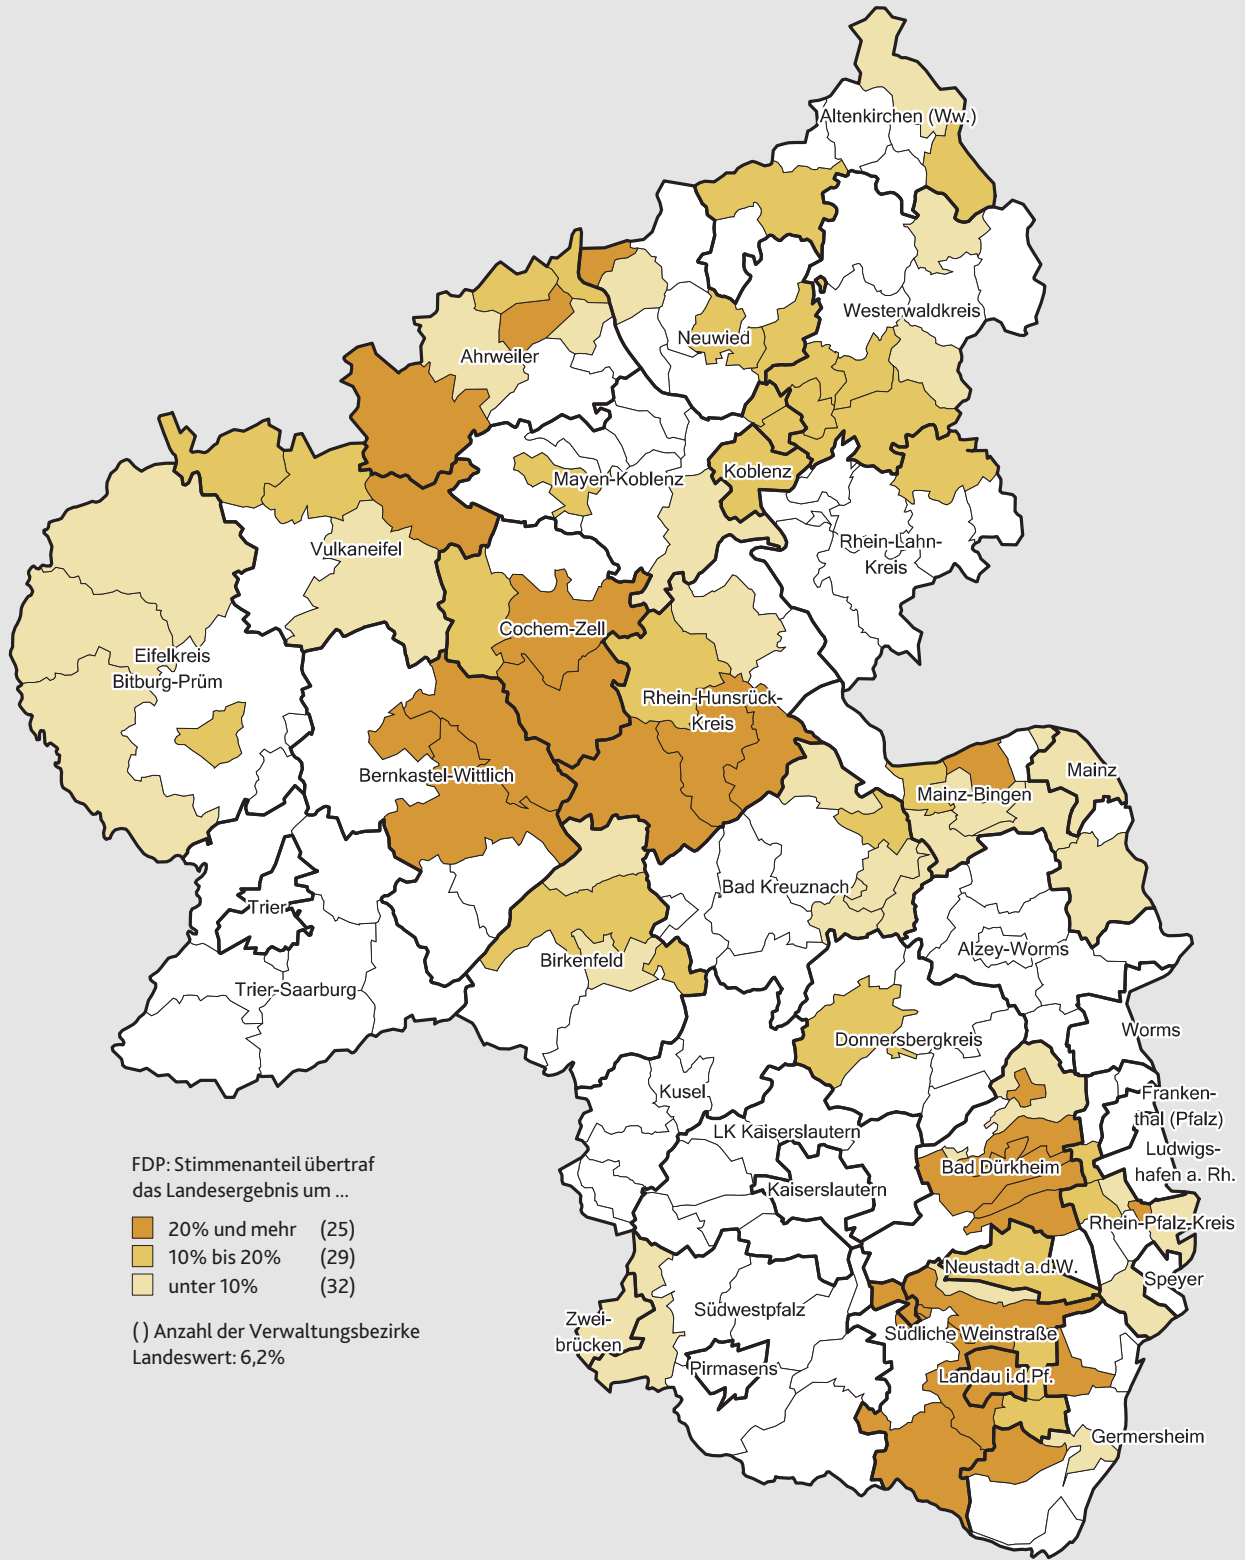 Altenkirchen (Ww.)
Westerwaldkreis
Neuwied
Ahrweiler
Koblenz
Mayen-Koblenz
Rhein-Lahn-
Kreis
Vulkaneifel
Cochem-Zell
Eifelkreis
Bitburg-Prüm
Rhein-Hunsrück-
Kreis
Bernkastel-Wittlich
Mainz
Mainz-Bingen
Bad Kreuznach
Trier
Alzey-Worms
Birkenfeld
Trier-Saarburg
Worms
Donnersbergkreis
Kusel
Franken-
thal (Pfalz)
LK Kaiserslautern
Ludwigs-
hafen a. Rh.
Bad Dürkheim
Kaiserslautern
Rhein-Pfalz-Kreis
Neustadt a.d.W.
Speyer
Südwestpfalz
Zwei-
brücken
Südliche Weinstraße
Pirmasens
Landau i.d.Pf.
Germersheim
FDP: Stimmenanteil übertraf
das Landesergebnis um ...
20% und mehr (25)
10% bis 20% (29)
unter 10% (32)
( ) Anzahl der Verwaltungsbezirke
Landeswert: 6,2%